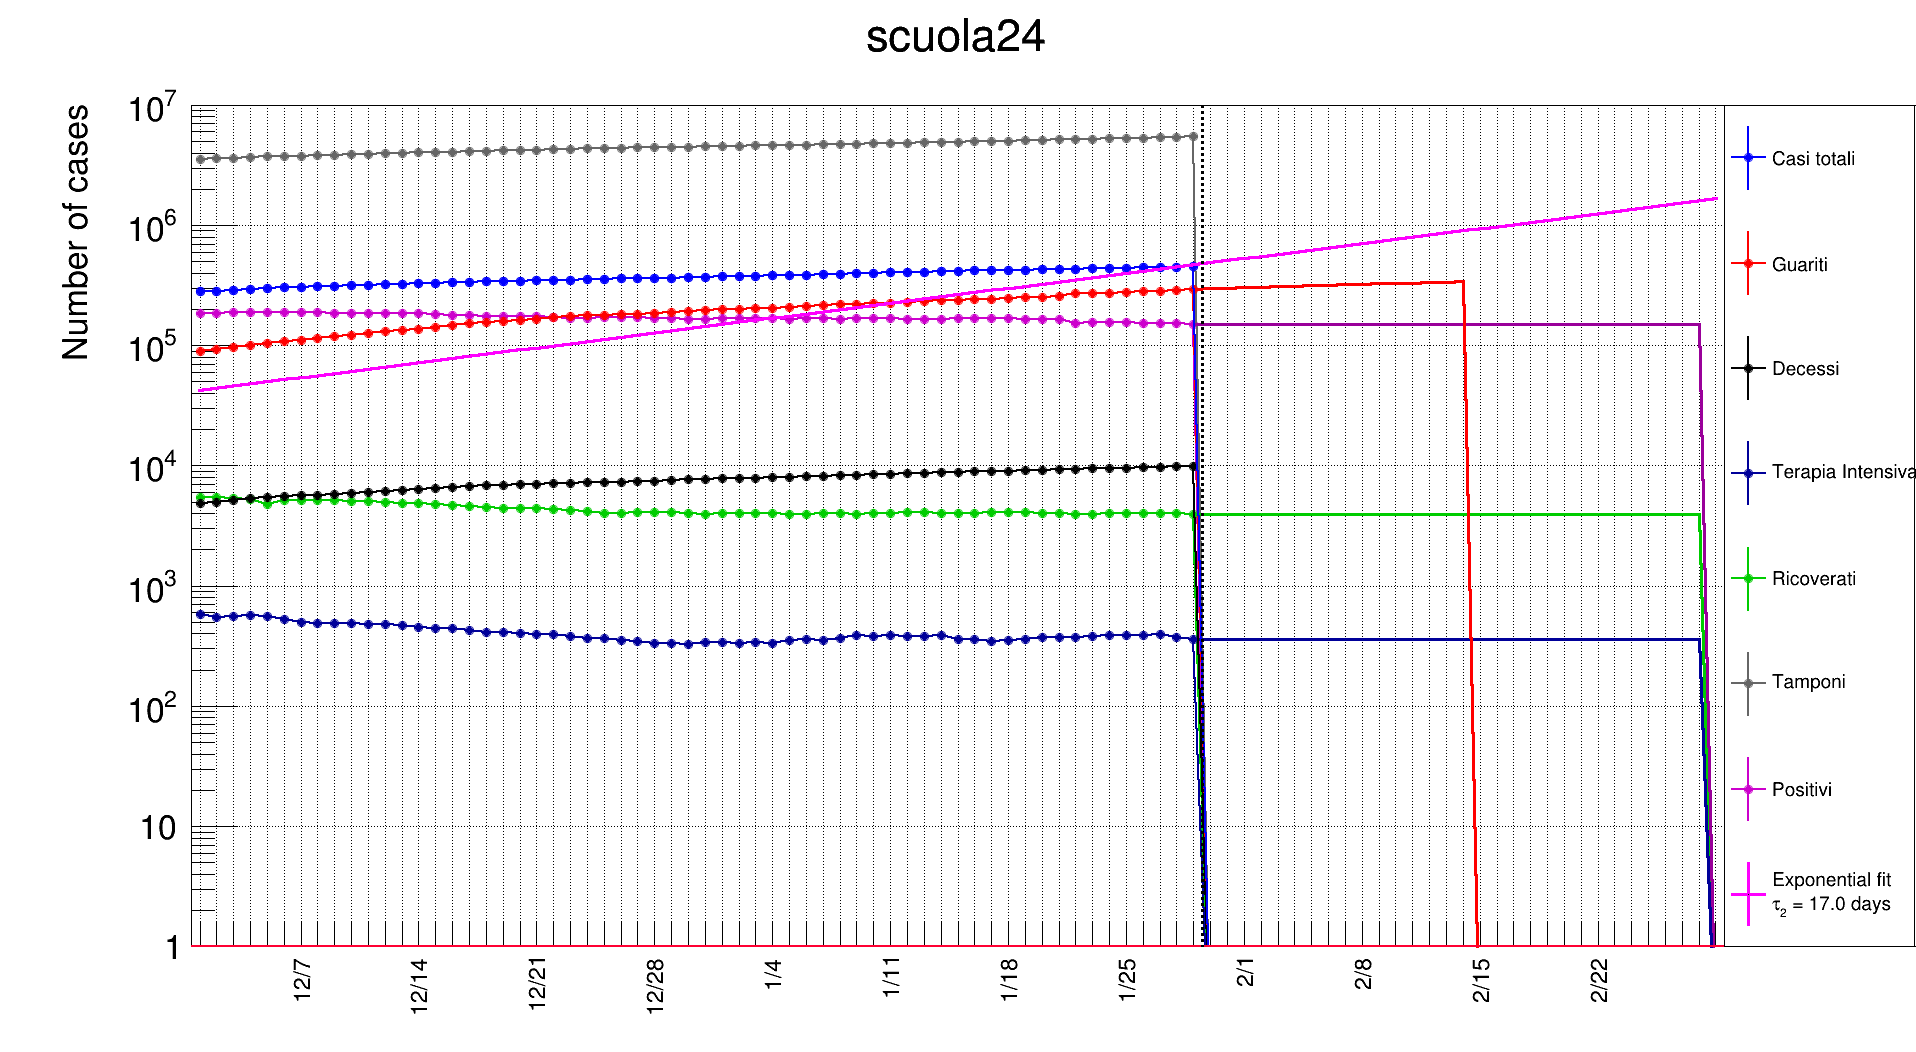 scuola24
Number of cases
10^7
10^6
10^5
10^4
10^3
10^2
10
1
12/7
12/14
12/21
12/28
1/4
1/11
1/18
1/25
2/1
2/8
2/15
2/22
Casi totali
Guariti
Decessi
Terapia Intensiva
Ricoverati
Tamponi
Positivi
Exponential fit
τ₂ = 17.0 days